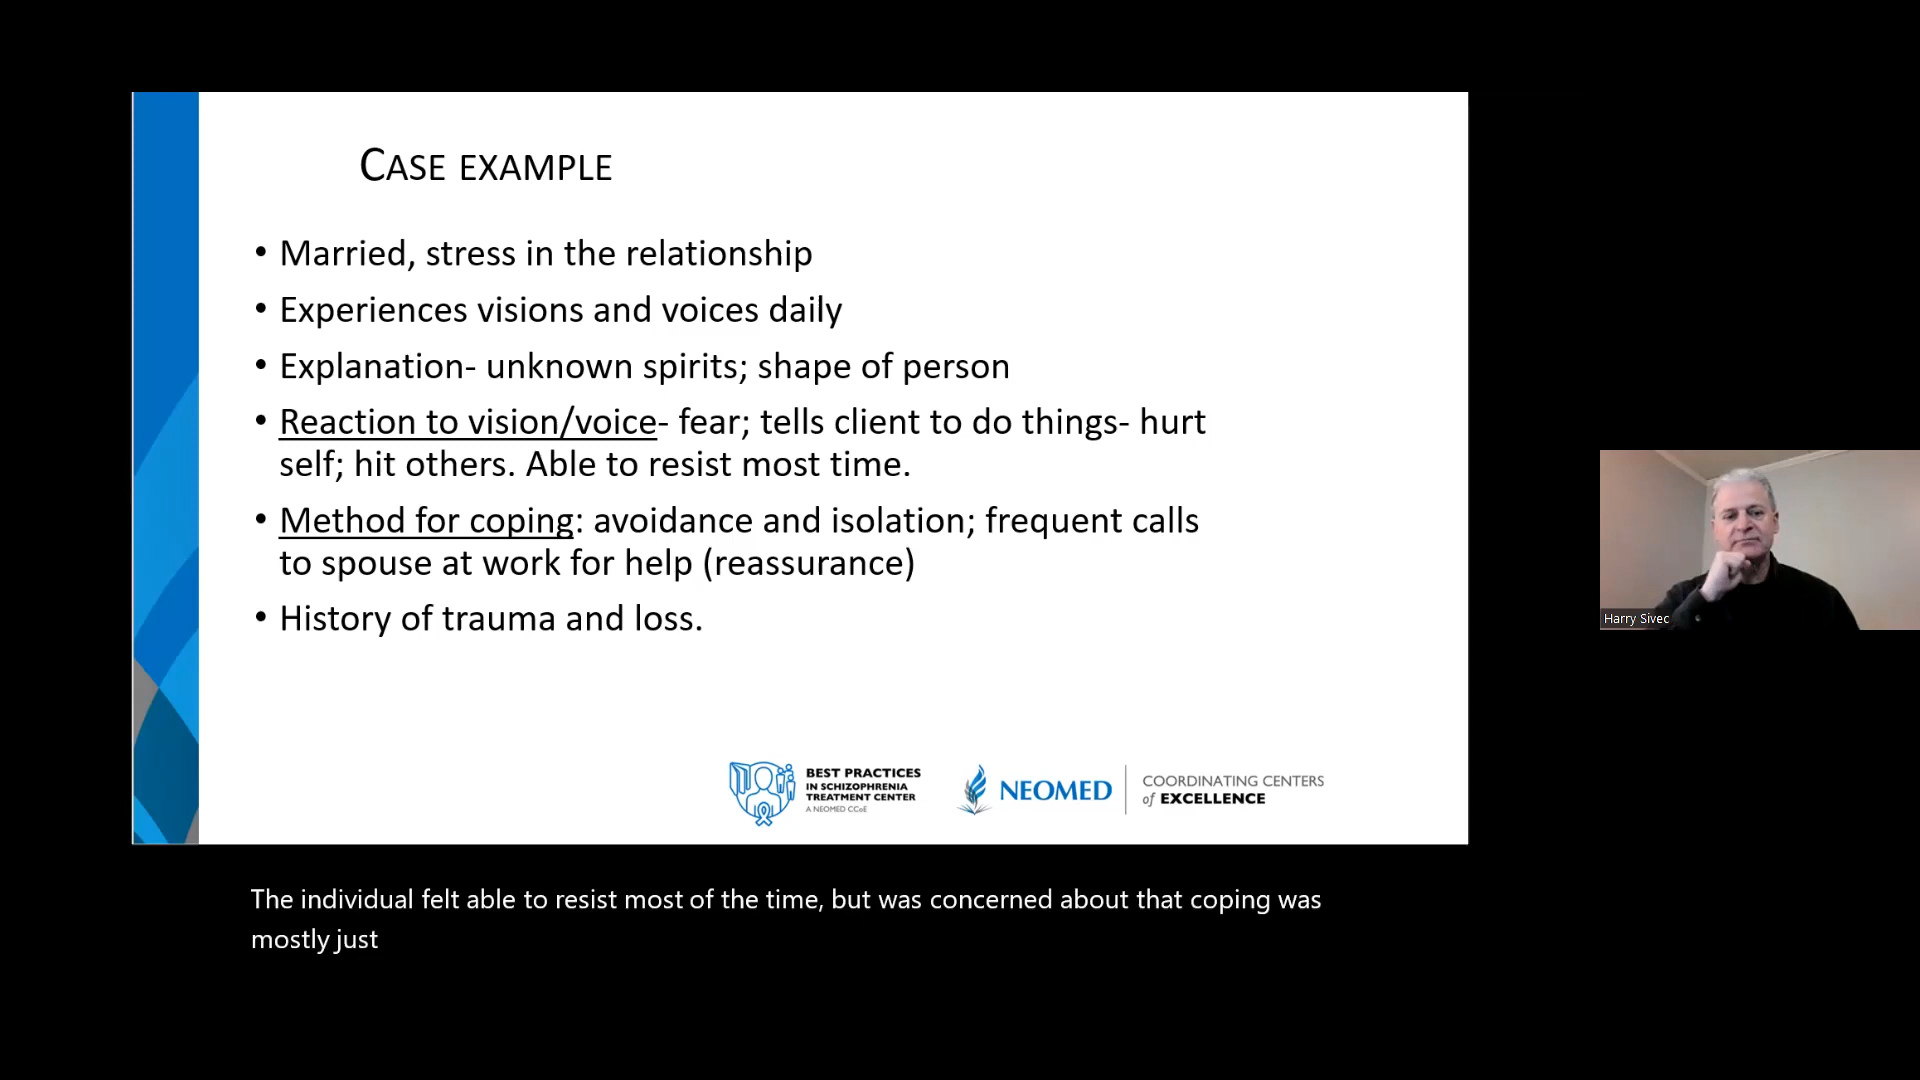 CASE EXAMPLE
• Married, stress in the relationship
• Experiences visions and voices daily
• Explanation- unknown spirits; shape of person
• Reaction to vision/voice- fear; tells client to do things- hurt
self; hit others. Able to resist most time.
• Method for coping: avoidance and isolation; frequent calls
to spouse at work for help (reassurance)
• History of trauma and loss.
BEST PRACTICES
IN SCHIZOPHRENIA
TREATMENT CENTER
A NEOMED CCoE
NEOMED
COORDINATING CENTERS
of EXCELLENCE
Harry Sivec
The individual felt able to resist most of the time, but was concerned about that coping was
mostly just